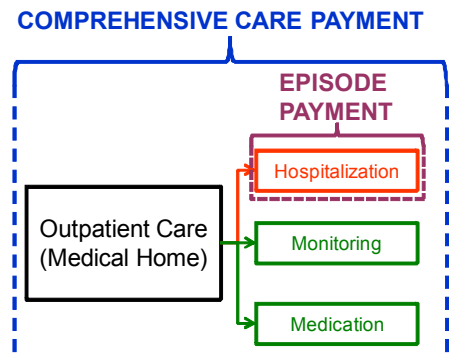 COMPREHENSIVE CARE PAYMENT
EPISODE
PAYMENT
Hospitalization
Outpatient Care
(Medical Home)
Monitoring
Medication